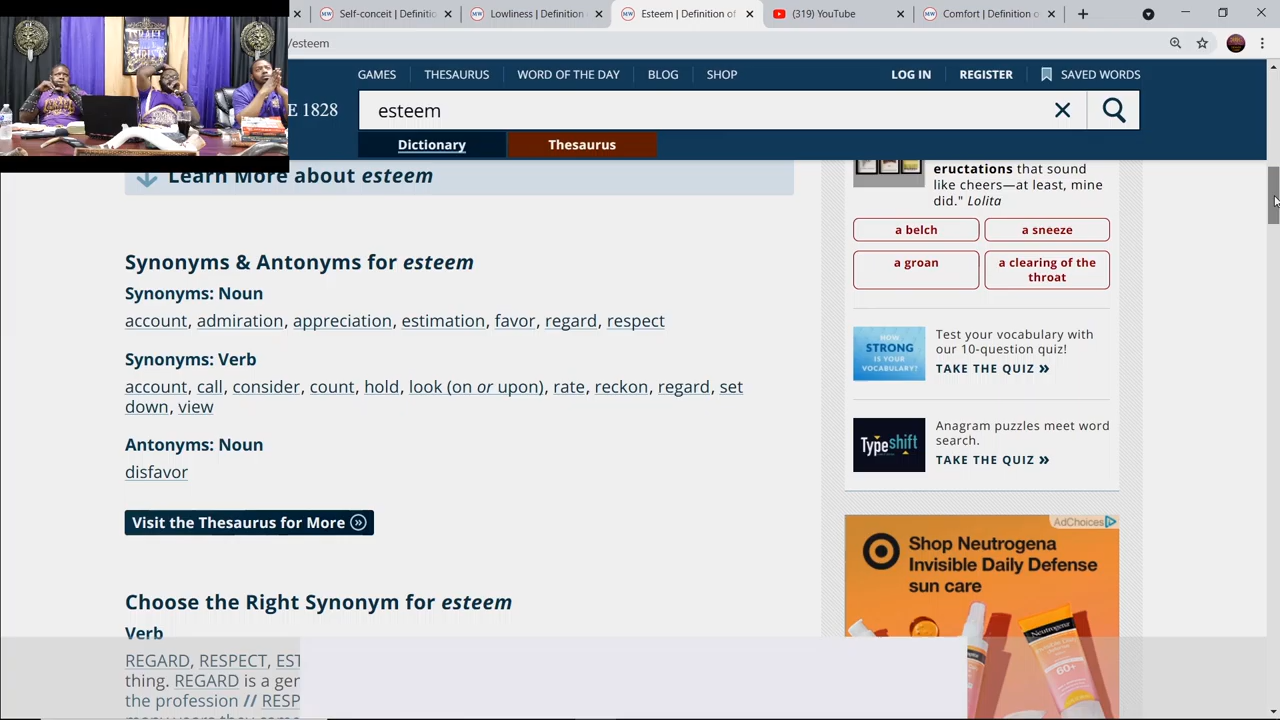 Self-conceit | Definiti
Lowliness | Definition
Esteem | Definition of
(319) YouTube
Comfort | Definition o
/esteem
GAMES THESAURUS WORD OF THE DAY BLOG SHOP LOG IN REGISTER SAVED WORDS
E 1828
esteem
Dictionary Thesaurus
Learn More about esteem
Synonyms & Antonyms for esteem
Synonyms: Noun
account, admiration, appreciation, estimation, favor, regard, respect
Synonyms: Verb
account, call, consider, count, hold, look (on or upon), rate, reckon, regard, set
down, view
Antonyms: Noun
disfavor
Visit the Thesaurus for More
Choose the Right Synonym for esteem
Verb
REGARD, RESPECT, EST
thing. REGARD is a ger
the profession // RESP
eructations that sound
like cheers—at least, mine
did." Lolita
a belch
a sneeze
a groan
a clearing of the
throat
HOW
STRONG
IS YOUR
VOCABULARY?
Test your vocabulary with
our 10-question quiz!
TAKE THE QUIZ »
Typeshift
Anagram puzzles meet word
search.
TAKE THE QUIZ »
AdChoices
Shop Neutrogena
Invisible Daily Defense
sun care
Neutrogena
Invisible
Daily Defense
60+